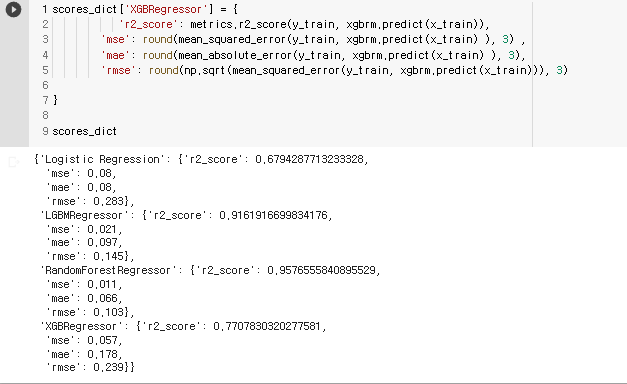 1 scores_dict['XGBRegressor'] = {
2 'r2_score': metrics.r2_score(y_train, xgbrm.predict(x_train)),
3 'mse': round(mean_squared_error(y_train, xgbrm.predict(x_train) ), 3) ,
4 'mae': round(mean_absolute_error(y_train, xgbrm.predict(x_train) ), 3),
5 'rmse': round(np.sqrt(mean_squared_error(y_train, xgbrm.predict(x_train))), 3)
6
7 }
8
9 scores_dict
{'Logistic Regression': {'r2_score': 0.6794287713233328,
'mse': 0.08,
'mae': 0.08,
'rmse': 0.283},
'LGBMRegressor': {'r2_score': 0.9161916699834176,
'mse': 0.021,
'mae': 0.097,
'rmse': 0.145},
'RandomForestRegressor': {'r2_score': 0.9576555840895529,
'mse': 0.011,
'mae': 0.066,
'rmse': 0.103},
'XGBRegressor': {'r2_score': 0.7707830320277581,
'mse': 0.057,
'mae': 0.178,
'rmse': 0.239}}